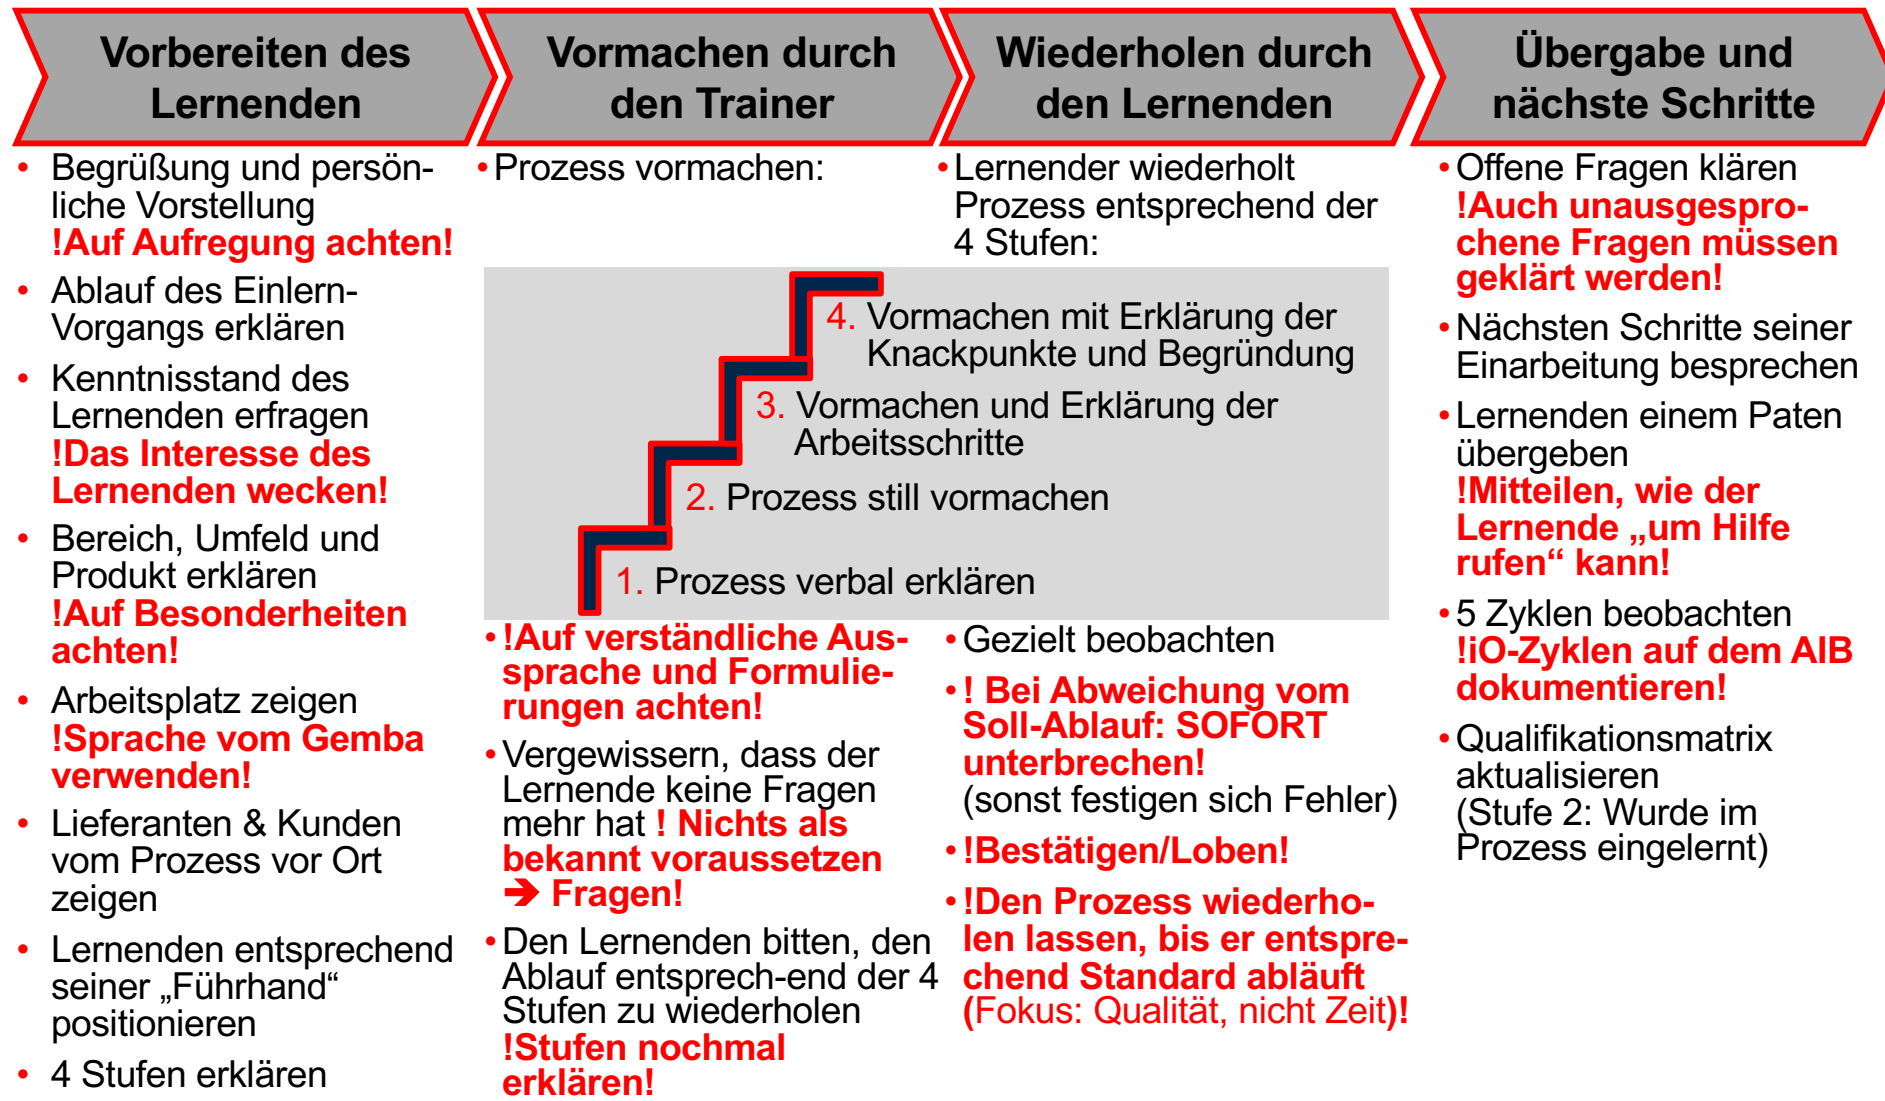 Vorbereiten des
Lernenden
Vormachen durch
den Trainer
Wiederholen durch
den Lernenden
Übergabe und
nächste Schritte
• Begrüßung und persön-
liche Vorstellung
!Auf Aufregung achten!
• Ablauf des Einlern-
Vorgangs erklären
• Kenntnisstand des
Lernenden erfragen
!Das Interesse des
Lernenden wecken!
• Bereich, Umfeld und
Produkt erklären
!Auf Besonderheiten
achten!
• Arbeitsplatz zeigen
!Sprache vom Gemba
verwenden!
• Lieferanten & Kunden
vom Prozess vor Ort
zeigen
• Lernenden entsprechend
seiner „Führhand“
positionieren
• 4 Stufen erklären
• Prozess vormachen:
• Lernender wiederholt
Prozess entsprechend der
4 Stufen:
4. Vormachen mit Erklärung der
Knackpunkte und Begründung
3. Vormachen und Erklärung der
Arbeitsschritte
2. Prozess still vormachen
1. Prozess verbal erklären
• !Auf verständliche Aus-
sprache und Formulie-
rungen achten!
• Vergewissern, dass der
Lernende keine Fragen
mehr hat ! Nichts als
bekannt voraussetzen
➔ Fragen!
• Den Lernenden bitten, den
Ablauf entsprech-end der 4
Stufen zu wiederholen
!Stufen nochmal
erklären!
• Gezielt beobachten
• ! Bei Abweichung vom
Soll-Ablauf: SOFORT
unterbrechen!
(sonst festigen sich Fehler)
• !Bestätigen/Loben!
• !Den Prozess wiederho-
len lassen, bis er entspre-
chend Standard abläuft
(Fokus: Qualität, nicht Zeit)!
• Offene Fragen klären
!Auch unausgespro-
chene Fragen müssen
geklärt werden!
• Nächsten Schritte seiner
Einarbeitung besprechen
• Lernenden einem Paten
übergeben
!Mitteilen, wie der
Lernende „um Hilfe
rufen“ kann!
• 5 Zyklen beobachten
!iO-Zyklen auf dem AIB
dokumentieren!
• Qualifikationsmatrix
aktualisieren
(Stufe 2: Wurde im
Prozess eingelernt)